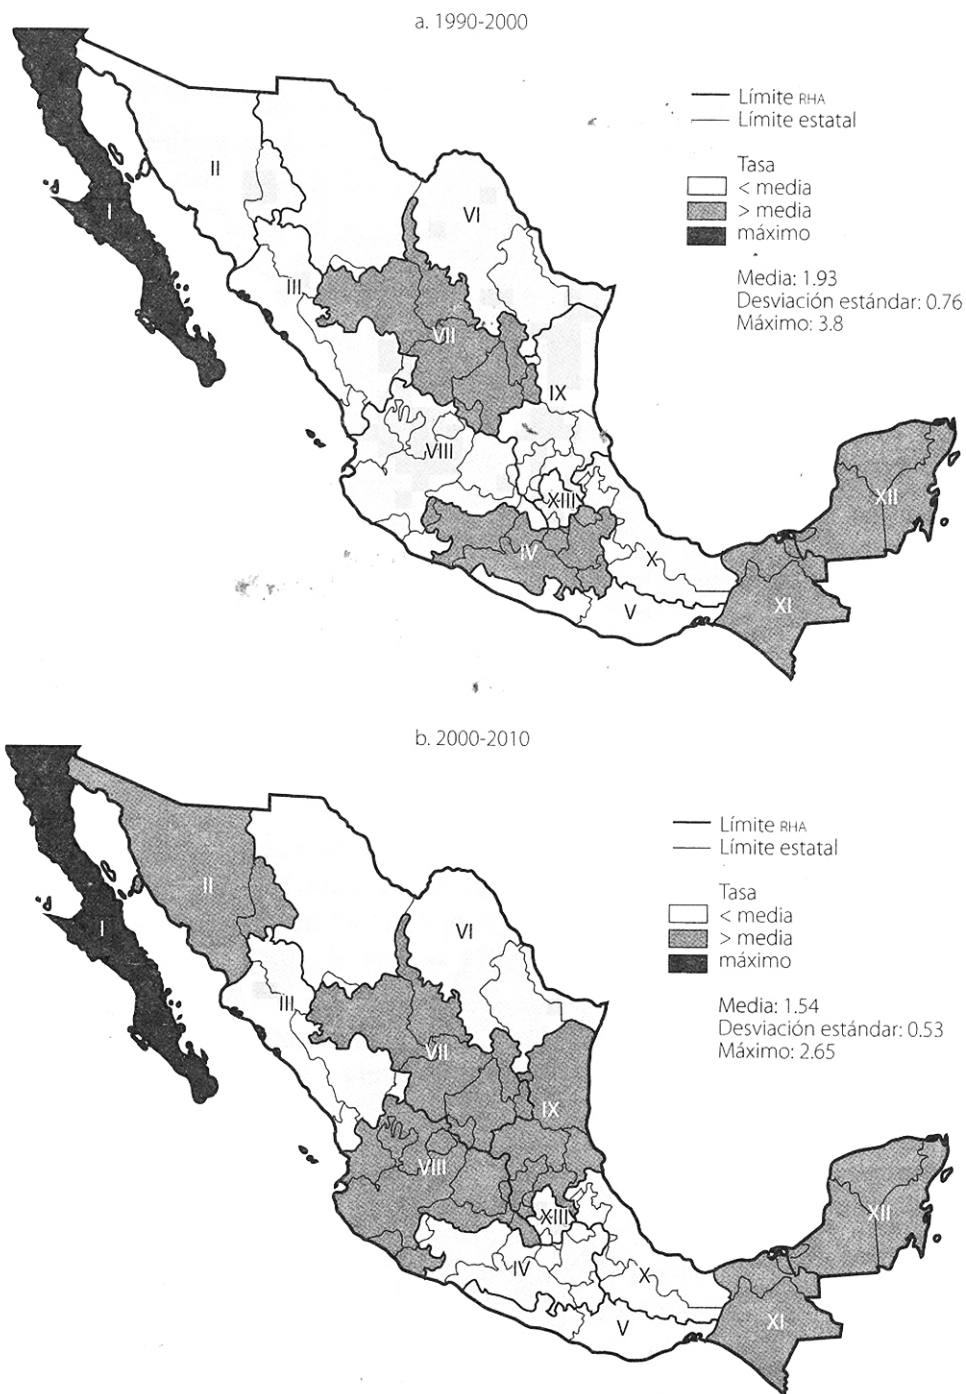 a. 1990-2000
Límite RHA
Límite estatal
Tasa
< media
> media
máximo
Media: 1.93
Desviación estándar: 0.76
Máximo: 3.8
I
II
III
VI
VII
IX
VIII
XIII
IV
X
V
XII
XI
b. 2000-2010
Límite RHA
Límite estatal
Tasa
< media
> media
máximo
Media: 1.54
Desviación estándar: 0.53
Máximo: 2.65
I
II
III
VI
VII
IX
VIII
XIII
IV
X
V
XII
XI